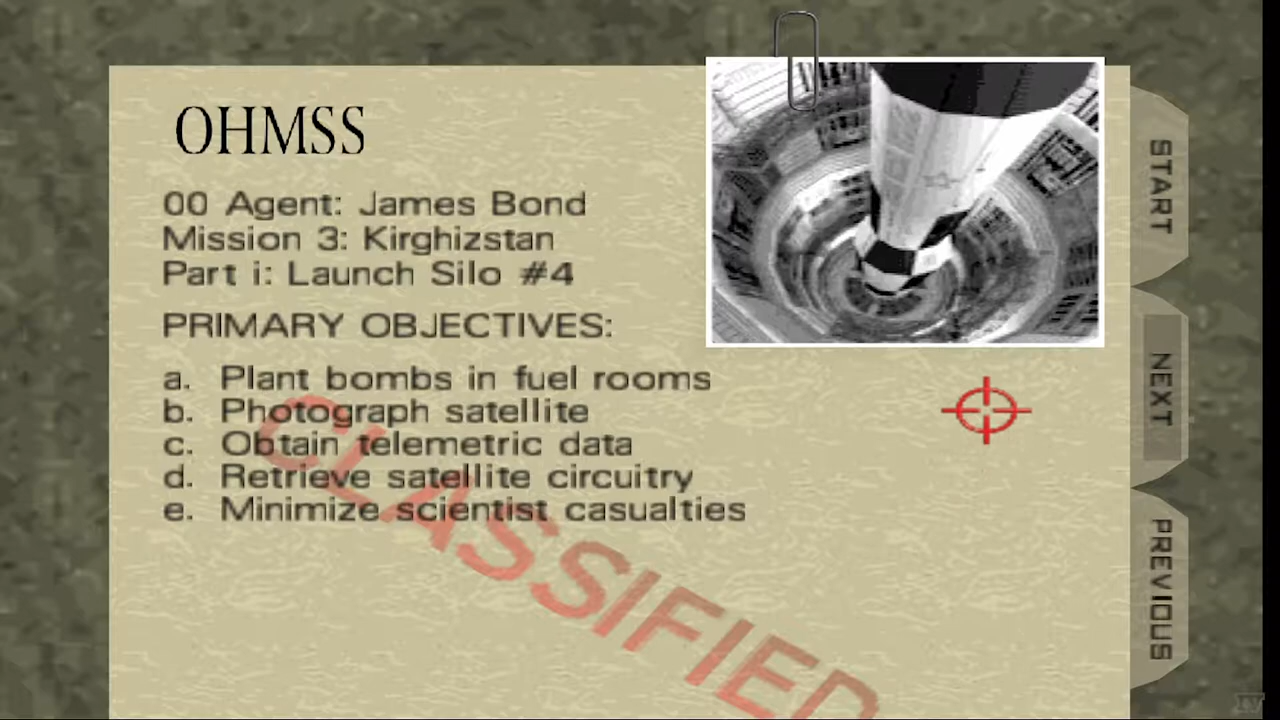 OHMSS
00 Agent: James Bond
Mission 3: Kirghizstan
Part i: Launch Silo #4
PRIMARY OBJECTIVES:
a. Plant bombs in fuel rooms
b. Photograph satellite
c. Obtain telemetric data
d. Retrieve satellite circuitry
e. Minimize scientist casualties
CLASSIFIED
START
NEXT
PREVIOUS